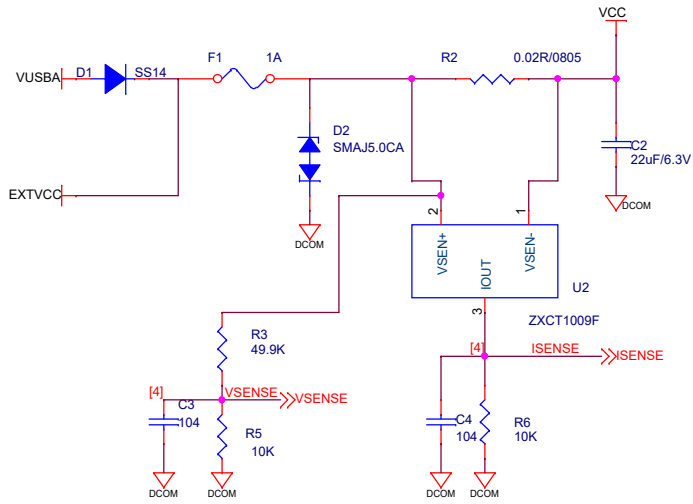 VCC
F1 1A R2 0.02R/0805
VUSBA D1 SS14
D2
SMAJ5.0CA
C2
22uF/6.3V
EXTVCC
DCOM
DCOM
2 1
VSEN+ IOUT VSEN-
U2
3
ZXCT1009F
R3
49.9K
[4] ISENSE ISENSE
[4] VSENSE VSENSE
C3
104
R5
10K
C4
104
R6
10K
DCOM DCOM DCOM DCOM